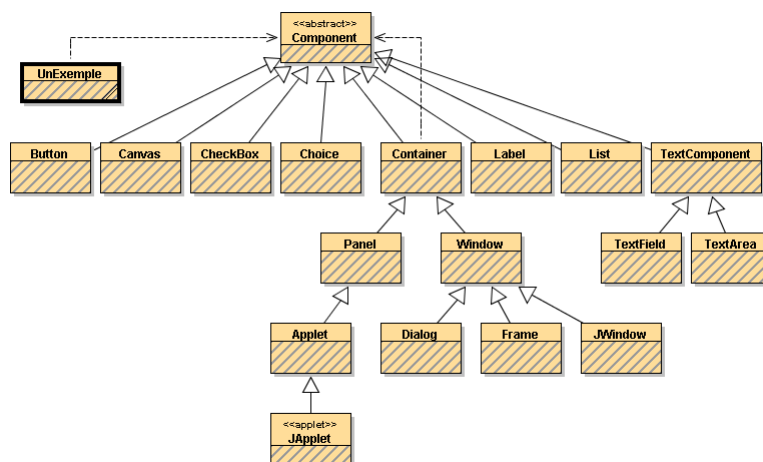 <<abstract>>
Component
UnExemple
Button
Canvas
CheckBox
Choice
Container
Label
List
TextComponent
Panel
Window
TextField
TextArea
Applet
Dialog
Frame
JWindow
<<applet>>
JApplet